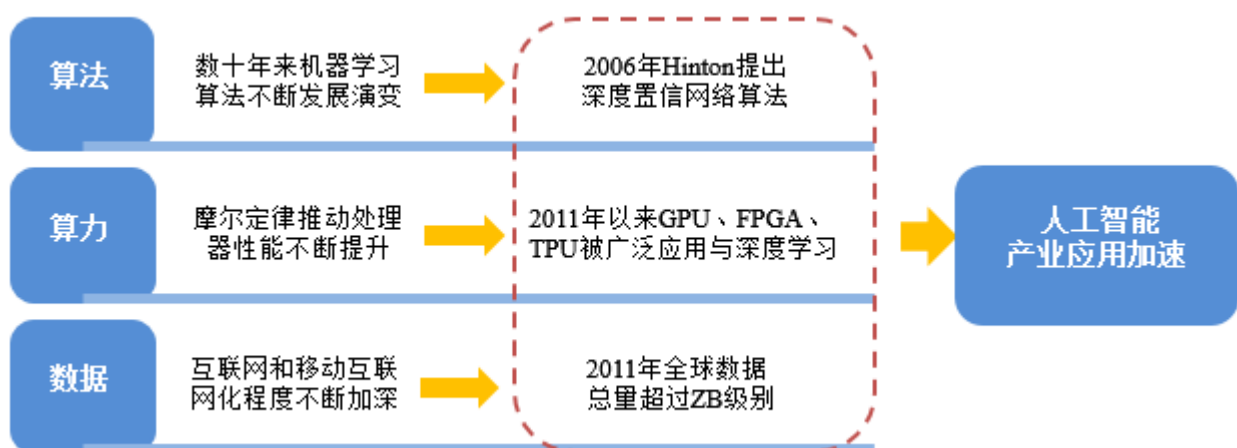 算法
数十年来机器学习
算法不断发展演变
2006年Hinton提出
深度置信网络算法
算力
摩尔定律推动处理
器性能不断提升
2011年以来GPU、FPGA、
TPU被广泛应用与深度学习
数据
互联网和移动互联
网化程度不断加深
2011年全球数据
总量超过ZB级别
人工智能
产业应用加速